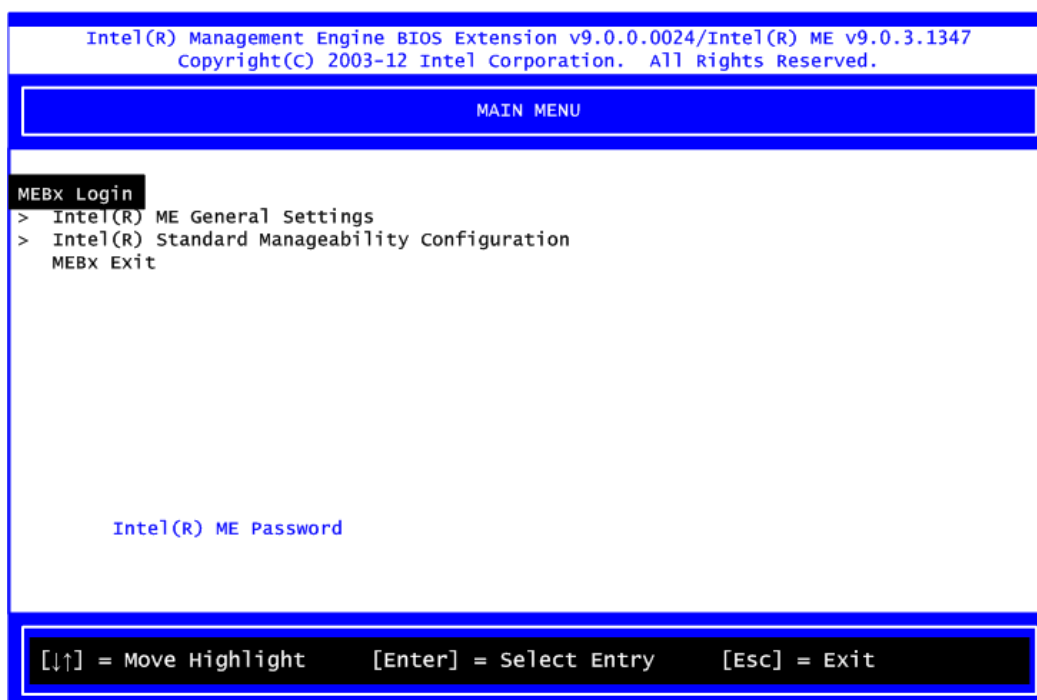 Intel(R) Management Engine BIOS Extension v9.0.0.0024/Intel(R) ME v9.0.3.1347
Copyright(C) 2003-12 Intel Corporation. All Rights Reserved.
MAIN MENU
MEBx Login
> Intel(R) ME General Settings
> Intel(R) Standard Manageability Configuration
MEBx Exit
Intel(R) ME Password
[↓↑] = Move Highlight [Enter] = Select Entry [Esc] = Exit